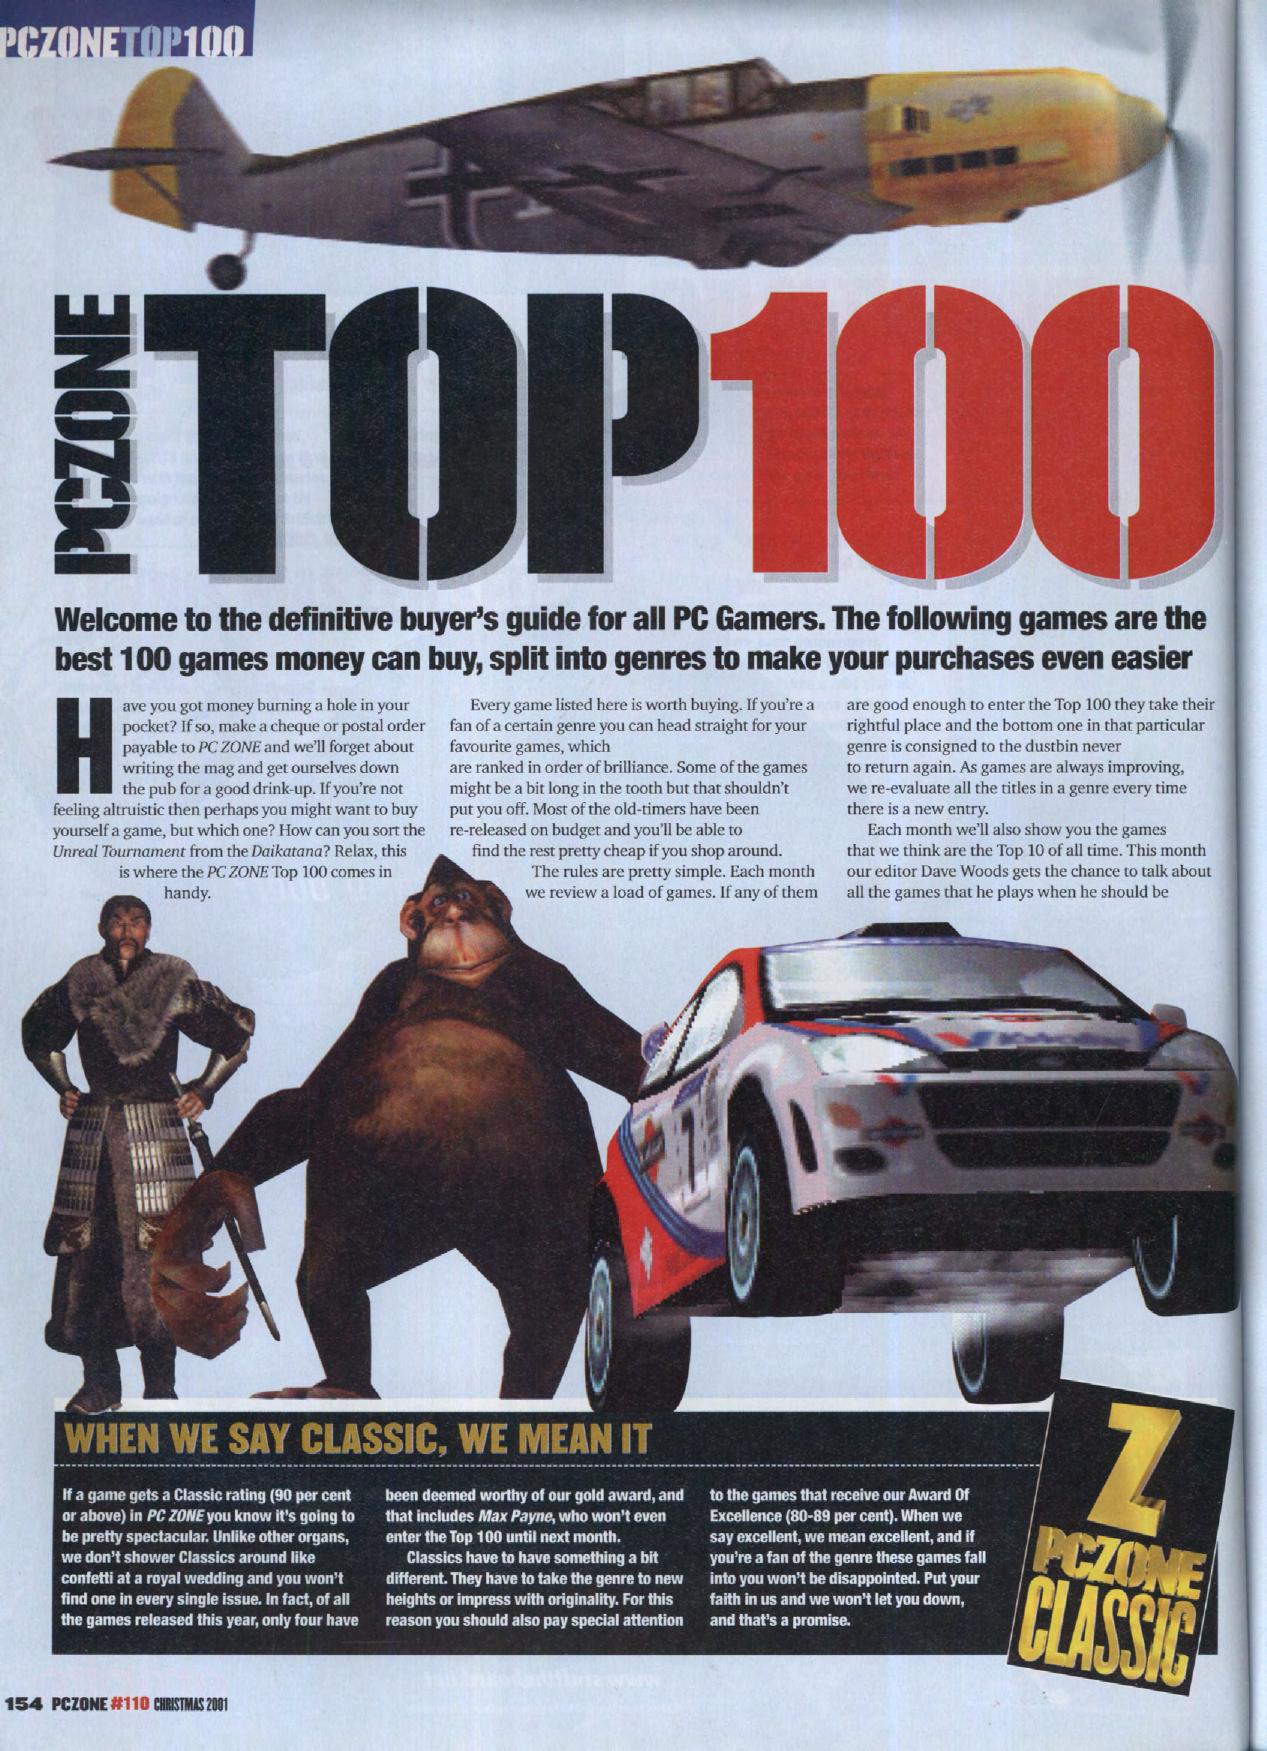 PCZONETOP100
PCZONE
TOP100
Welcome to the definitive buyer's guide for all PC Gamers. The following games are the
best 100 games money can buy, split into genres to make your purchases even easier
Have you got money burning a hole in your
pocket? If so, make a cheque or postal order
payable to PC ZONE and we'll forget about
writing the mag and get ourselves down
the pub for a good drink-up. If you're not
feeling altruistic then perhaps you might want to buy
yourself a game, but which one? How can you sort the
Unreal Tournament from the Daikatana? Relax, this
is where the PC ZONE Top 100 comes in
handy.
Every game listed here is worth buying. If you're a
fan of a certain genre you can head straight for your
favourite games, which
are ranked in order of brilliance. Some of the games
might be a bit long in the tooth but that shouldn't
put you off. Most of the old-timers have been
re-released on budget and you'll be able to
find the rest pretty cheap if you shop around.
The rules are pretty simple. Each month
we review a load of games. If any of them
are good enough to enter the Top 100 they take their
rightful place and the bottom one in that particular
genre is consigned to the dustbin never
to return again. As games are always improving,
we re-evaluate all the titles in a genre every time
there is a new entry.
Each month we'll also show you the games
that we think are the Top 10 of all time. This month
our editor Dave Woods gets the chance to talk about
all the games that he plays when he should be
WHEN WE SAY CLASSIC, WE MEAN IT
If a game gets a Classic rating (90 per cent
or above) in PC ZONE you know it's going to
be pretty spectacular. Unlike other organs,
we don't shower Classics around like
confetti at a royal wedding and you won't
find one in every single issue. In fact, of all
the games released this year, only four have
been deemed worthy of our gold award, and
that includes Max Payne, who won't even
enter the Top 100 until next month.
Classics have to have something a bit
different. They have to take the genre to new
heights or impress with originality. For this
reason you should also pay special attention
to the games that receive our Award Of
Excellence (80-89 per cent). When we
say excellent, we mean excellent, and if
you're a fan of the genre these games fall
into you won't be disappointed. Put your
faith in us and we won't let you down,
and that's a promise.
Z
PCZONE
CLASSIC
154 PCZONE #110 CHRISTMAS 2001